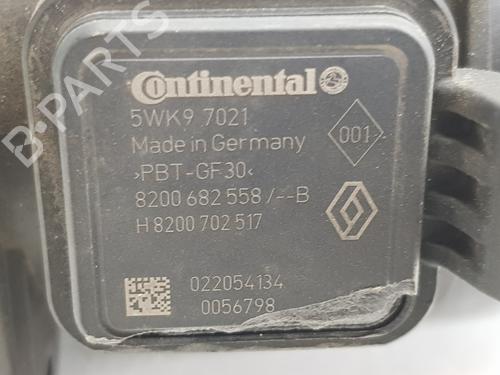 B-PARTS
Continental
5WK9 7021
Made in Germany
001
>PBT-GF30<
8200 682 558 /--B
H 8200 702 517
022054134
0056798